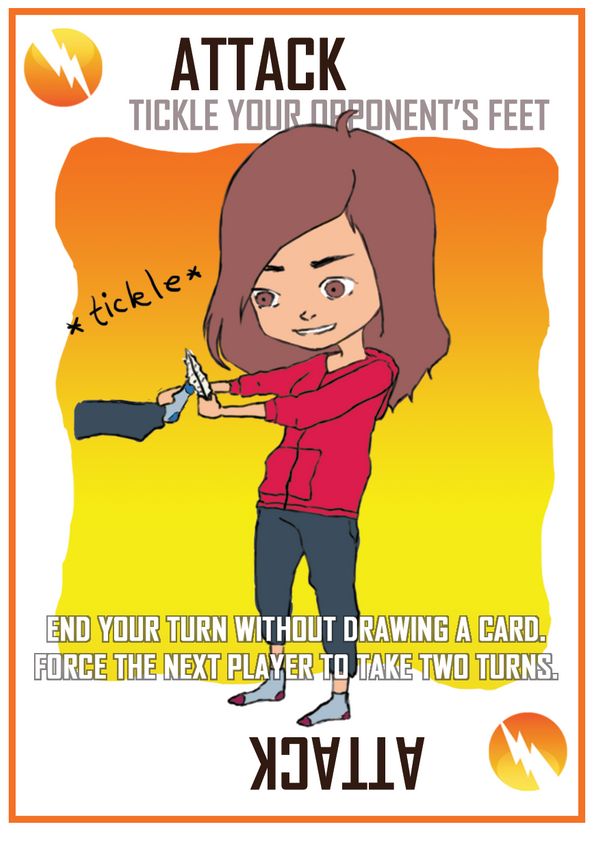 ATTACK
TICKLE YOUR OPPONENT'S FEET
*tickle*
END YOUR TURN WITHOUT DRAWING A CARD.
FORCE THE NEXT PLAYER TO TAKE TWO TURNS.
ATTACK